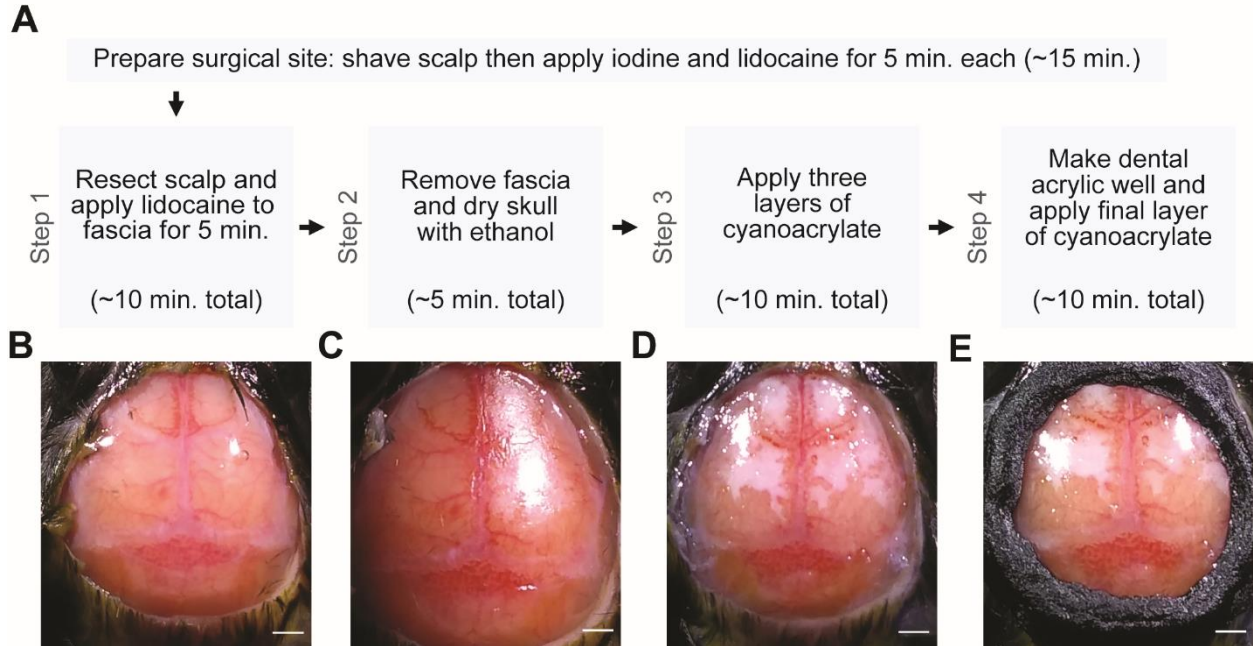 A
Prepare surgical site: shave scalp then apply iodine and lidocaine for 5 min. each (~15 min.)
Step 1
Resect scalp and
apply lidocaine to
fascia for 5 min.
(~10 min. total)
Step 2
Remove fascia
and dry skull
with ethanol
(~5 min. total)
Step 3
Apply three
layers of
cyanoacrylate
(~10 min. total)
Step 4
Make dental
acrylic well and
apply final layer
of cyanoacrylate
(~10 min. total)
B
C
D
E